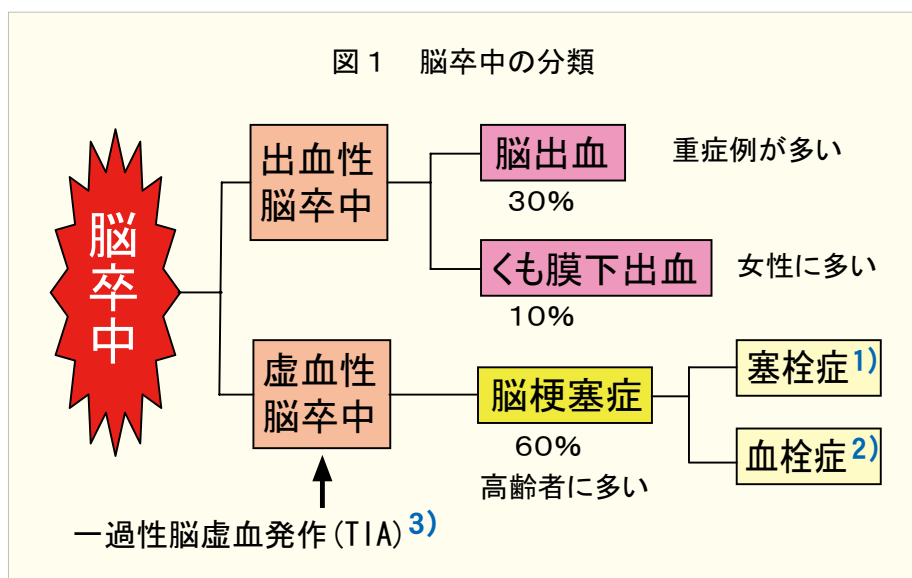 図1 脳卒中の分類
脳卒中
出血性
脳卒中
脳出血
重症例が多い
30%
くも膜下出血
女性に多い
10%
虚血性
脳卒中
脳梗塞症
60%
高齢者に多い
塞栓症1)
血栓症2)
一過性脳虚血発作(TIA)3)